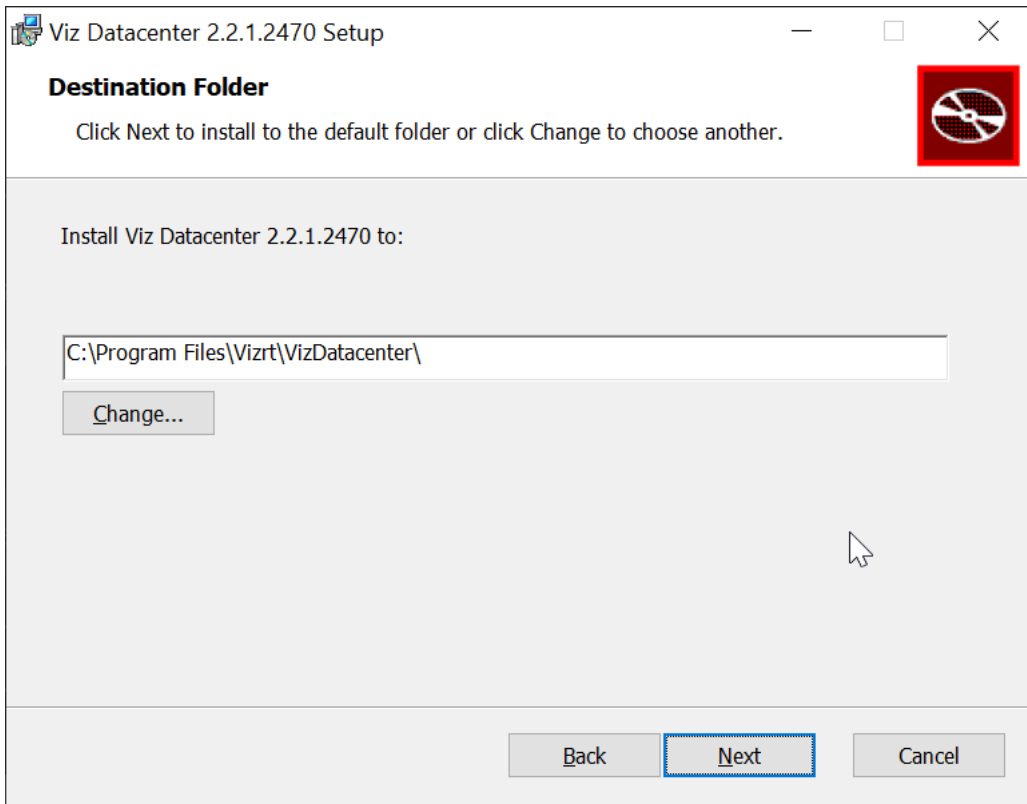 Viz Datacenter 2.2.1.2470 Setup
Destination Folder
Click Next to install to the default folder or click Change to choose another.
Install Viz Datacenter 2.2.1.2470 to:
C:\Program Files\Vizrt\VizDatacenter\
Change...
Back Next Cancel